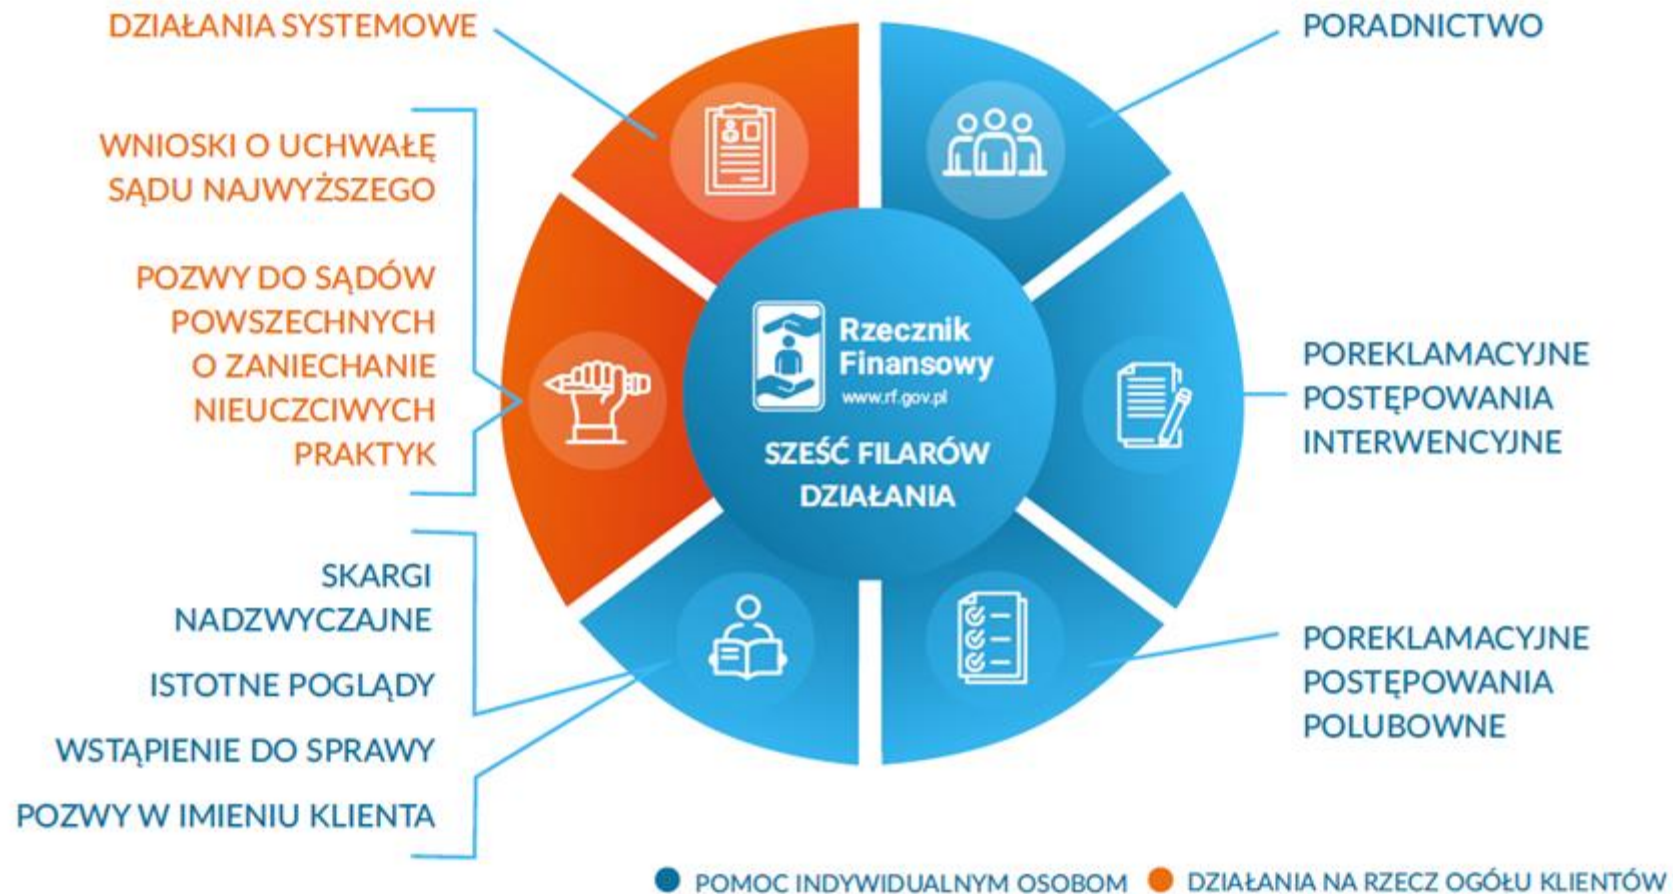 DZIAŁANIA SYSTEMOWE
WNIOSKI O UCHWAŁĘ
SĄDU NAJWYŻSZEGO
POZWY DO SĄDÓW
POWSZECHNYCH
O ZANIECHANIE
NIEUCZCIWYCH
PRAKTYK
SKARGI
NADZWYCZAJNE
ISTOTNE POGLĄDY
WSTĄPIENIE DO SPRAWY
POZWY W IMIENIU KLIENTA
Rzecznik
Finansowy
www.rf.gov.pl
SZEŚĆ FILARÓW
DZIAŁANIA
PORADNICTWO
POREKLAMACYJNE
POSTĘPOWANIA
INTERWENCYJNE
POREKLAMACYJNE
POSTĘPOWANIA
POLUBOWNE
POMOC INDYWIDUALNYM OSOBOM
DZIAŁANIA NA RZECZ OGÓŁU KLIENTÓW